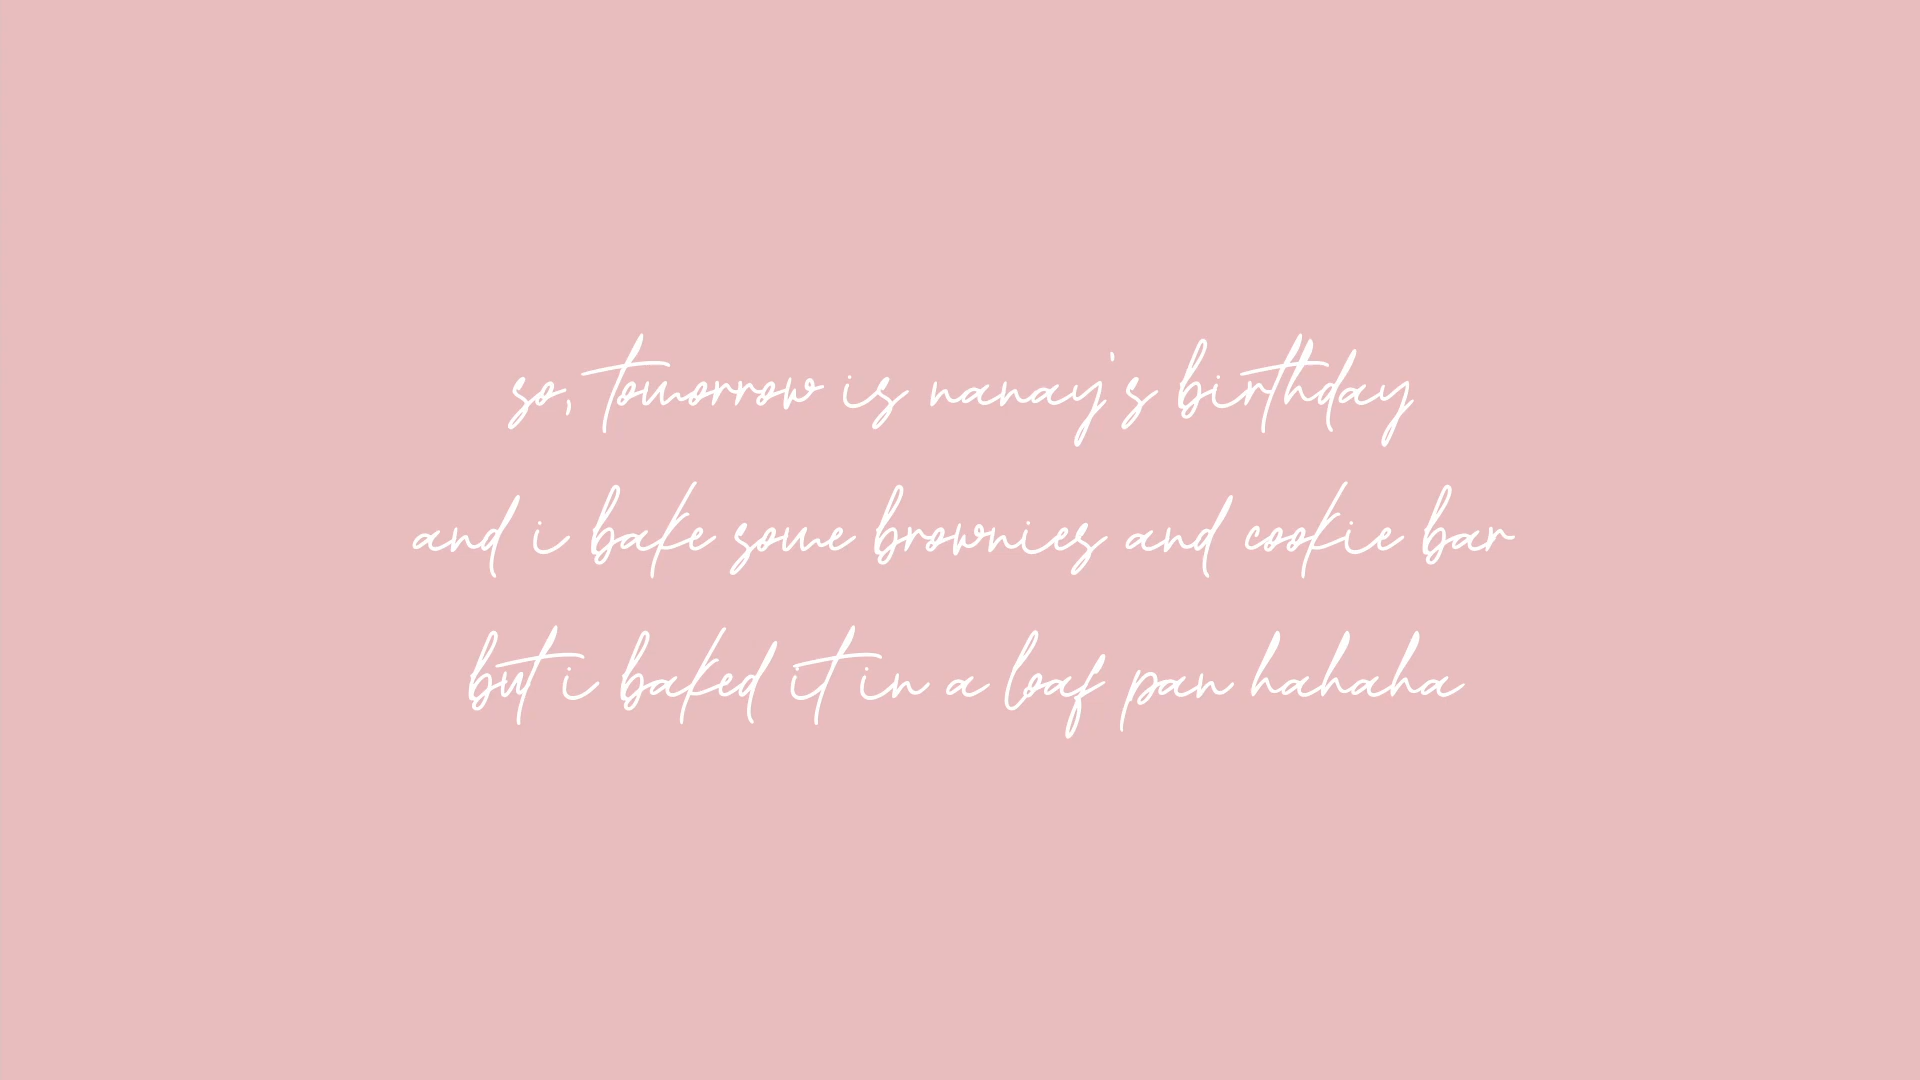 so, tomorrow is nanay's birthday
and i bake some brownies and cookie bar
but i baked it in a loaf pan hahaha